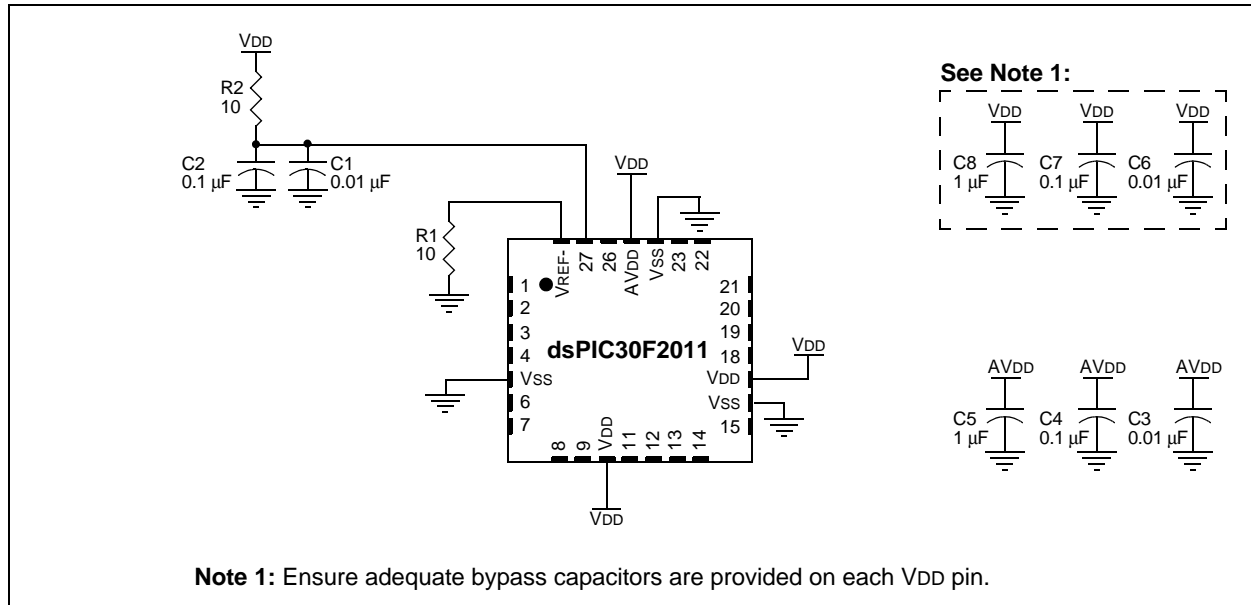 VDD
R2
10
C2
0.1 µF
C1
0.01 µF
R1
10
VDD
VREF-
27
26
AVDD
VSS
23
22
1
2
3
4
VSS
6
7
dsPIC30F2011
21
20
19
18
VDD
VSS
15
VDD
8
9
VDD
11
12
13
14
VDD
See Note 1:
VDD
VDD
VDD
C8
1 µF
C7
0.1 µF
C6
0.01 µF
AVDD
AVDD
AVDD
C5
1 µF
C4
0.1 µF
C3
0.01 µF
Note 1: Ensure adequate bypass capacitors are provided on each VDD pin.